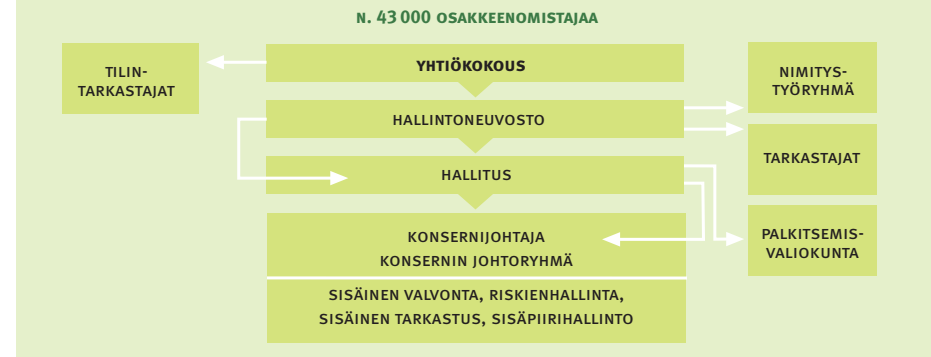 N. 43 000 OSAKKEENOMISTAJAA
TILIN-
TARKASTAJAT
YHTIÖKOKOUS
NIMITYS-
TYÖRYHMÄ
HALLINTONEUVOSTO
TARKASTAJAT
HALLITUS
PALKITSEMIS-
VALIOKUNTA
KONSERNIJOHTAJA
KONSERNIN JOHTORYHMÄ
SISÄINEN VALVONTA, RISKIENHALLINTA,
SISÄINEN TARKASTUS, SISÄPIIRIHALLINTO